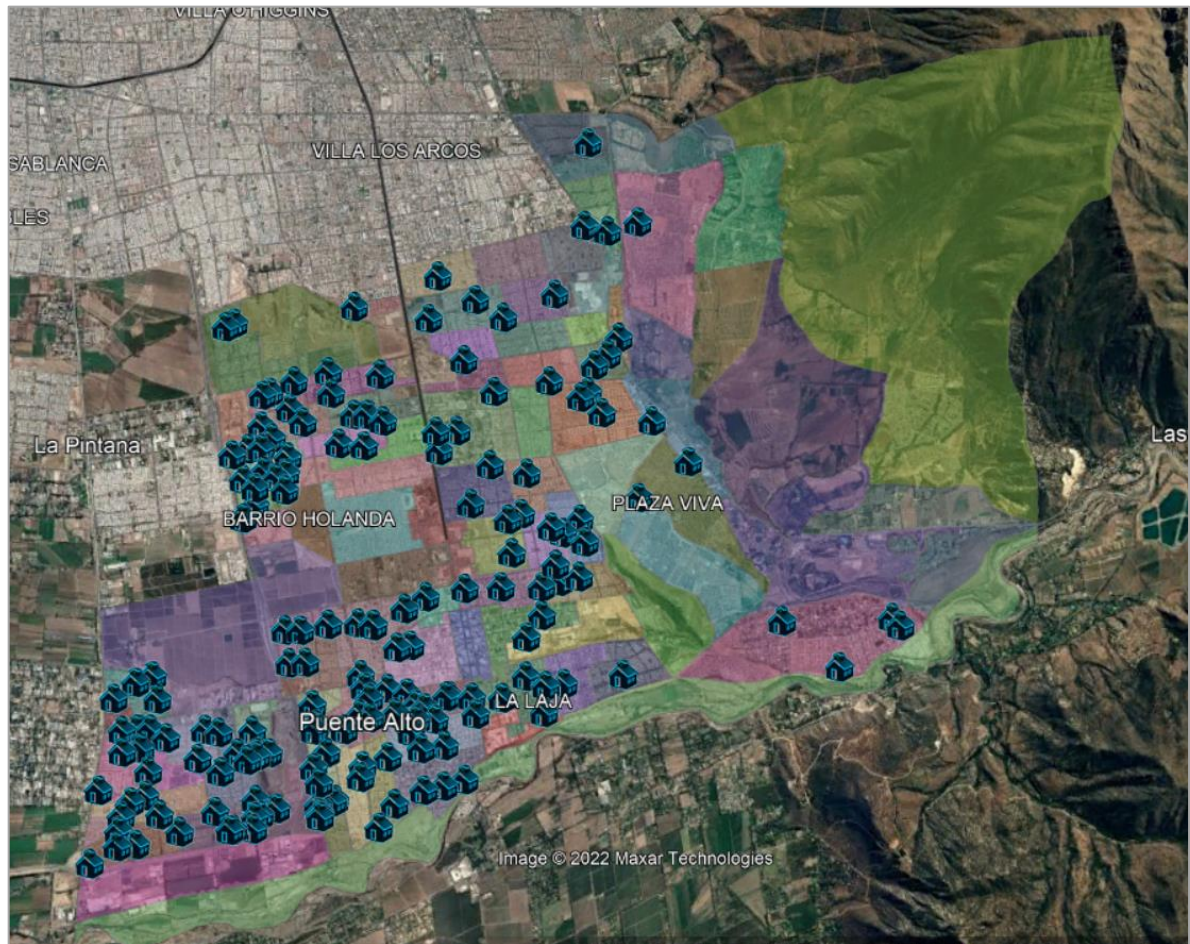 VILLA O'HIGGINS
VILLA LOS ARCOS
SABLANCA
LES
La Pintana
Las
PLAZA VIVA
BARRIO HOLANDA
LA LAJA
Puente Alto
Image © 2022 Maxar Technologies